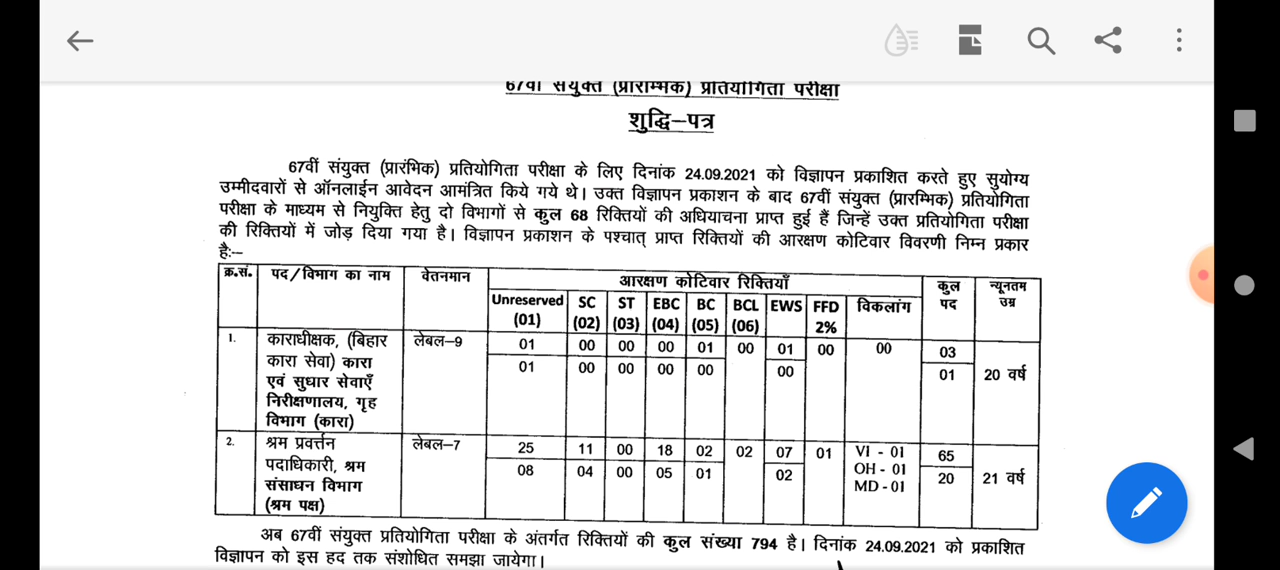 67वीं संयुक्त (प्रारम्भिक) प्रतियोगिता परीक्षा
शुद्धि–पत्र
67वीं संयुक्त (प्रारंभिक) प्रतियोगिता परीक्षा के लिए दिनांक 24.09.2021 को विज्ञापन प्रकाशित करते हुए सुयोग्य
उम्मीदवारों से ऑनलाईन आवेदन आमंत्रित किये गये थे। उक्त विज्ञापन प्रकाशन के बाद 67वीं संयुक्त (प्रारम्भिक) प्रतियोगिता
परीक्षा के माध्यम से नियुक्ति हेतु दो विभागों से कुल 68 रिक्तियों की अधियाचना प्राप्त हुई हैं जिन्हें उक्त प्रतियोगिता परीक्षा
की रिक्तियों में जोड़ दिया गया है। विज्ञापन प्रकाशन के पश्चात् प्राप्त रिक्तियों की आरक्षण कोटिवार विवरणी निम्न प्रकार
है:–
क्र.सं. पद/विभाग का नाम वेतनमान आरक्षण कोटिवार रिक्तियाँ कुल पद न्यूनतम उम्र
Unreserved (01) SC (02) ST (03) EBC (04) BC (05) BCL (06) EWS FFD 2% विकलांग
1. काराधीक्षक, (बिहार लेबल–9 01 00 00 00 01 00 01 00 00 03
कारा सेवा) कारा 01 00 00 00 00 00 01 20 वर्ष
एवं सुधार सेवाएँ
निरीक्षणालय, गृह
विभाग (कारा)
2. श्रम प्रवर्त्तन लेबल–7 25 11 00 18 02 02 07 01 VI - 01 65
पदाधिकारी, श्रम 08 04 00 05 01 02 OH - 01 20 21 वर्ष
संसाधन विभाग MD - 01
(श्रम पक्ष)
अब 67वीं संयुक्त प्रतियोगिता परीक्षा के अंतर्गत रिक्तियों की कुल संख्या 794 है। दिनांक 24.09.2021 को प्रकाशित
विज्ञापन को इस हद तक संशोधित समझा जायेगा।